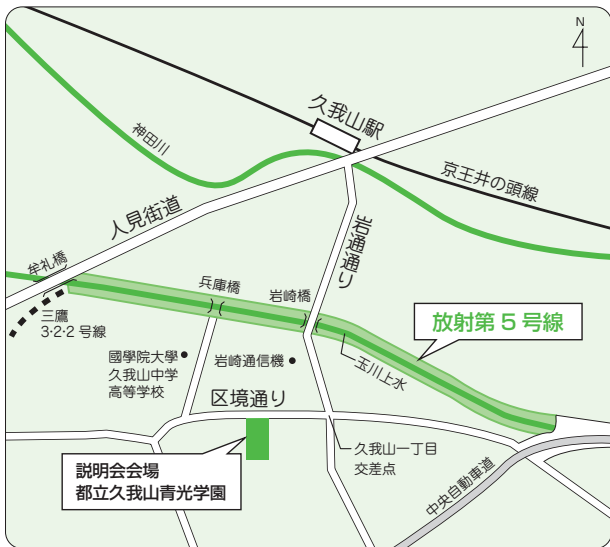 N
久我山駅
神田川
京王井の頭線
人見街道
岩通通り
牟礼橋
兵庫橋
岩崎橋
放射第5号線
三鷹
3·2·2 号線
國學院大學
久我山中学
高等学校
岩崎通信機
玉川上水
区境通り
久我山一丁目
交差点
説明会会場
都立久我山青光学園
中央自動車道